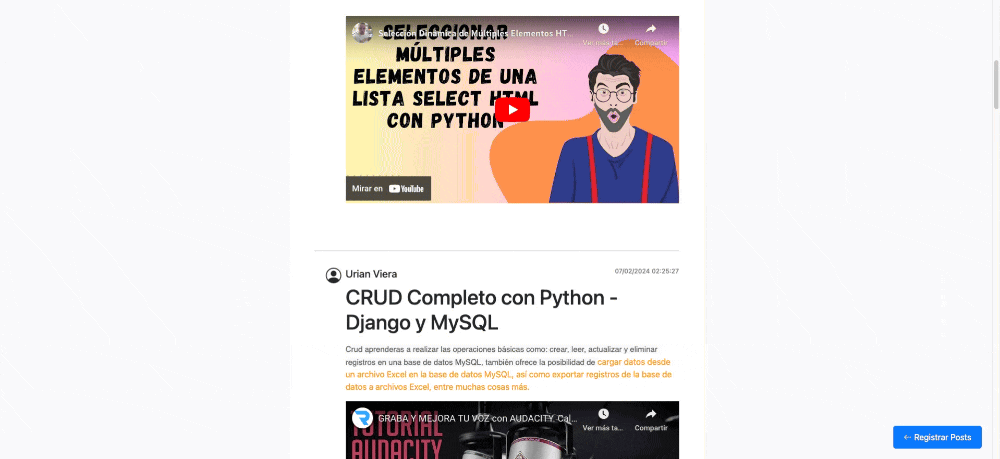 Selección Dinámica de Múltiples Elementos HT...
Ver más ta...
Compartir
SELECCIONAR
MÚLTIPLES
ELEMENTOS DE UNA
LISTA SELECT HTML
CON PYTHON
Mirar en YouTube
Urian Viera
07/02/2024 02:25:27
CRUD Completo con Python -
Django y MySQL
Crud aprenderas a realizar las operaciones básicas como: crear, leer, actualizar y eliminar
registros en una base de datos MySQL, también ofrece la posibilidad de cargar datos desde
un archivo Excel en la base de datos MySQL, así como exportar registros de la base de
datos a archivos Excel, entre muchas cosas más.
GRABA Y MEJORA TU VOZ con AUDACITY. Cal...
Ver más ta...
Compartir
TUTORIAL
AUDACITY
← Registrar Posts